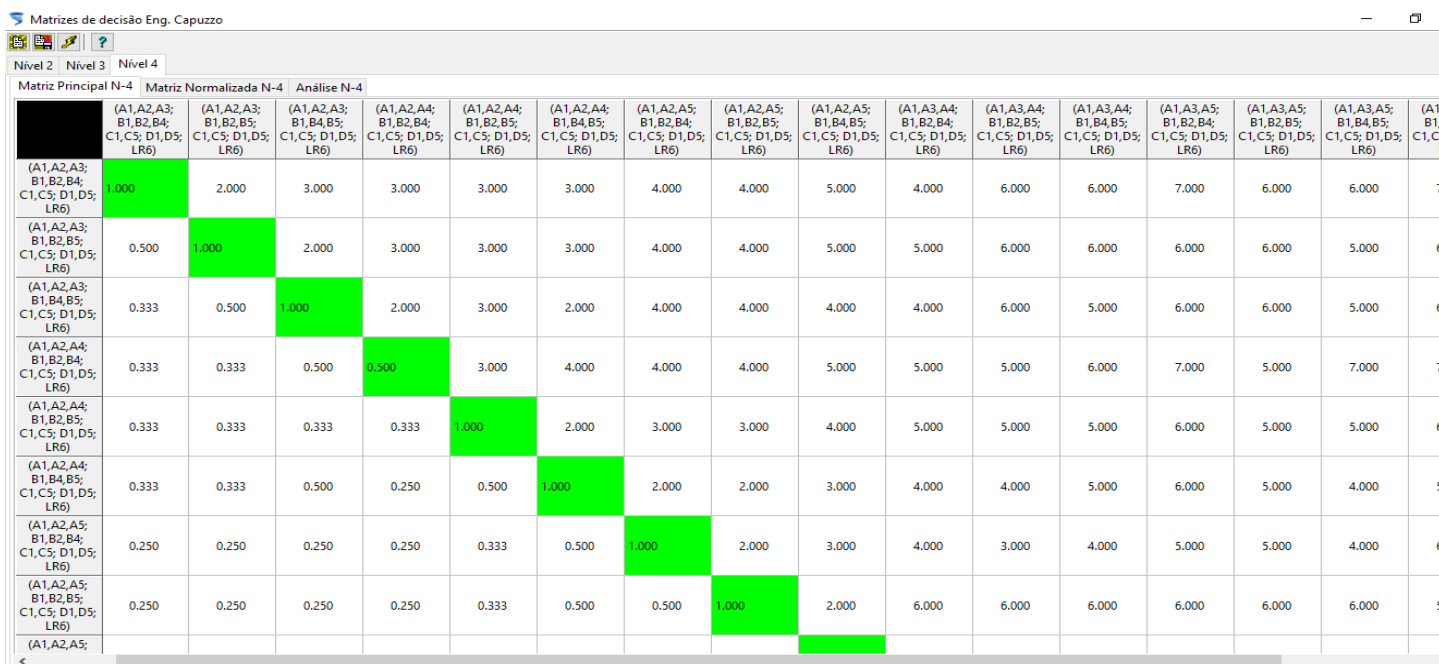 Matrizes de decisão Eng. Capuzzo
?
Nível 2 Nível 3 Nível 4
Matriz Principal N-4 Matriz Normalizada N-4 Análise N-4
(A1,A2,A3; (A1,A2,A3; (A1,A2,A3; (A1,A2,A4; (A1,A2,A4; (A1,A2,A4; (A1,A2,A5; (A1,A2,A5; (A1,A2,A5; (A1,A3,A4; (A1,A3,A4; (A1,A3,A4; (A1,A3,A5; (A1,A3,A5; (A1,A3,A5; (A1
B1,B2,B4; B1,B2,B5; B1,B4,B5; B1,B2,B4; B1,B2,B5; B1,B4,B5; B1,B2,B4; B1,B2,B5; B1,B4,B5; B1,B2,B4; B1,B2,B5; B1,B4,B5; B1,B2,B4; B1,B2,B5; B1,B4,B5; B1,
C1,C5; D1,D5; C1,C5; D1,D5; C1,C5; D1,D5; C1,C5; D1,D5; C1,C5; D1,D5; C1,C5; D1,D5; C1,C5; D1,D5; C1,C5; D1,D5; C1,C5; D1,D5; C1,C5; D1,D5; C1,C5; D1,D5; C1,C5; D1,D5; C1,C5; D1,D5; C1,C5; D1,D5; C1,C5; D1,D5; C1,C
LR6) LR6) LR6) LR6) LR6) LR6) LR6) LR6) LR6) LR6) LR6) LR6) LR6) LR6) LR6)
(A1,A2,A3;
B1,B2,B4;
C1,C5; D1,D5;
LR6)
1.000 2.000 3.000 3.000 3.000 3.000 4.000 4.000 5.000 4.000 6.000 6.000 7.000 6.000 6.000
(A1,A2,A3;
B1,B2,B5;
C1,C5; D1,D5;
LR6)
0.500 1.000 2.000 3.000 3.000 3.000 4.000 4.000 5.000 5.000 6.000 6.000 6.000 6.000 5.000
(A1,A2,A3;
B1,B4,B5;
C1,C5; D1,D5;
LR6)
0.333 0.500 1.000 2.000 3.000 2.000 4.000 4.000 4.000 4.000 6.000 5.000 6.000 6.000 5.000
(A1,A2,A4;
B1,B2,B4;
C1,C5; D1,D5;
LR6)
0.333 0.333 0.500 0.500 3.000 4.000 4.000 4.000 5.000 5.000 5.000 6.000 7.000 5.000 7.000
(A1,A2,A4;
B1,B2,B5;
C1,C5; D1,D5;
LR6)
0.333 0.333 0.333 0.333 1.000 2.000 3.000 3.000 4.000 5.000 5.000 5.000 6.000 5.000 5.000
(A1,A2,A4;
B1,B4,B5;
C1,C5; D1,D5;
LR6)
0.333 0.333 0.500 0.250 0.500 1.000 2.000 2.000 3.000 4.000 4.000 5.000 6.000 5.000 4.000
(A1,A2,A5;
B1,B2,B4;
C1,C5; D1,D5;
LR6)
0.250 0.250 0.250 0.250 0.333 0.500 1.000 2.000 3.000 4.000 3.000 4.000 5.000 5.000 4.000
(A1,A2,A5;
B1,B2,B5;
C1,C5; D1,D5;
LR6)
0.250 0.250 0.250 0.250 0.333 0.500 0.500 1.000 2.000 6.000 6.000 6.000 6.000 6.000 6.000
(A1,A2,A5;